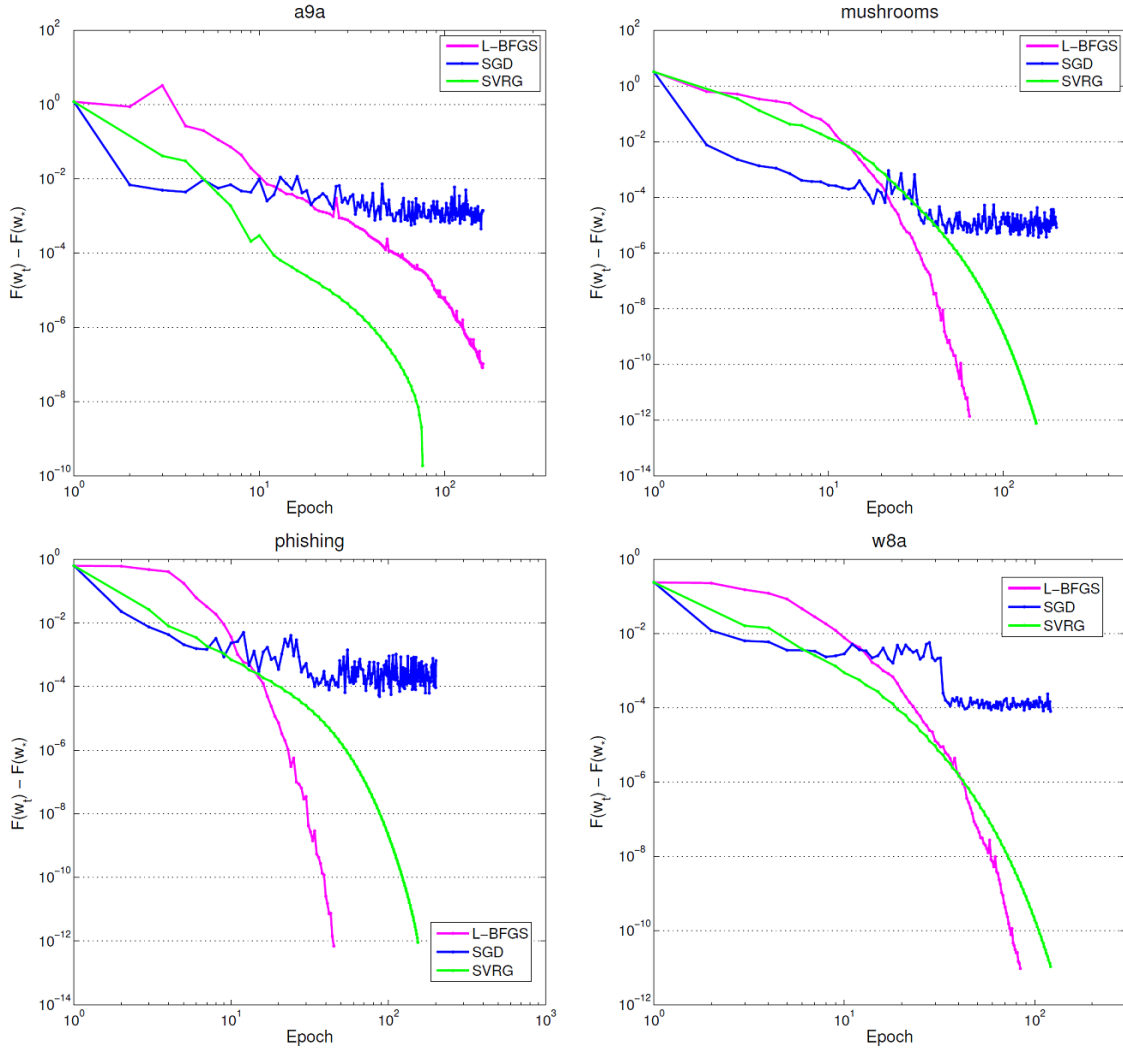 a9a
10^2
10^0
10^-2
10^-4
10^-6
10^-8
10^-10
F(w_t) − F(w_*)
L−BFGS
SGD
SVRG
10^0
10^1
10^2
Epoch
mushrooms
10^2
10^0
10^-2
10^-4
10^-6
10^-8
10^-10
10^-12
10^-14
F(w_t) − F(w_*)
L−BFGS
SGD
SVRG
10^0
10^1
10^2
Epoch
phishing
10^0
10^-2
10^-4
10^-6
10^-8
10^-10
10^-12
10^-14
F(w_t) − F(w_*)
L−BFGS
SGD
SVRG
10^0
10^1
10^2
10^3
Epoch
w8a
10^0
10^-2
10^-4
10^-6
10^-8
10^-10
10^-12
F(w_t) − F(w_*)
L−BFGS
SGD
SVRG
10^0
10^1
10^2
Epoch